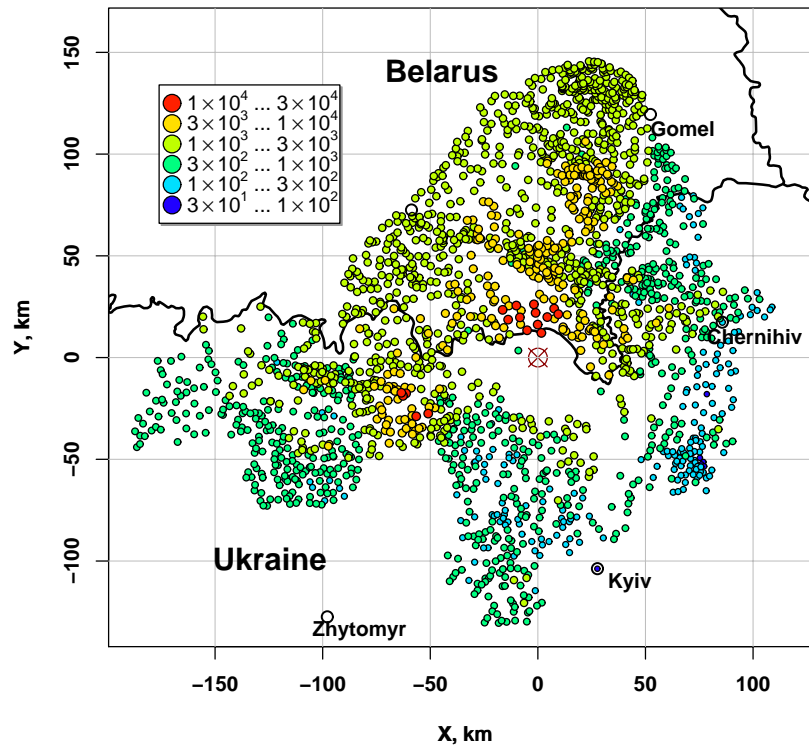 150
100
50
0
−50
−100
Y, km
Belarus
1×10⁴ ... 3×10⁴
3×10³ ... 1×10⁴
1×10³ ... 3×10³
3×10² ... 1×10³
1×10² ... 3×10²
3×10¹ ... 1×10²
Gomel
Chernihiv
Ukraine
Kyiv
Zhytomyr
−150 −100 −50 0 50 100
X, km